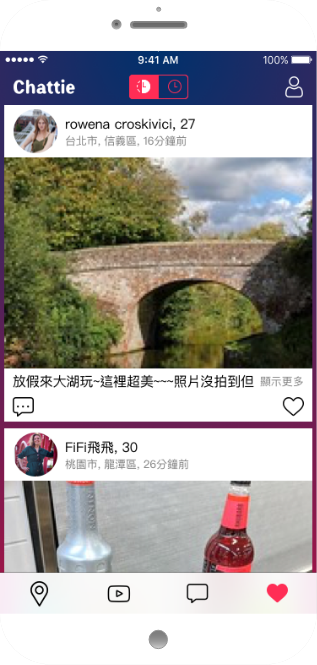 9:41 AM 100%
Chattie
rowena croskivici, 27
台北市, 信義區, 16分鐘前
放假來大湖玩~這裡超美~~~照片沒拍到但 顯示更多
FiFi飛飛, 30
桃園市, 龍潭區, 26分鐘前